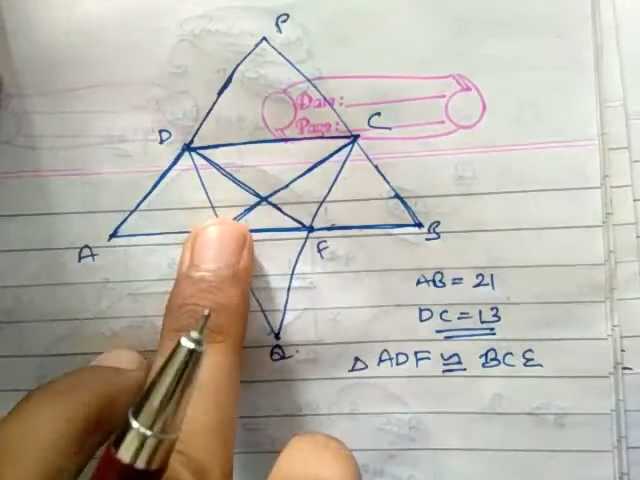 P
Date:
Page:
D
C
A
F
B
AB = 21
DC = 13
Q.
Δ ADF ≅ BCE